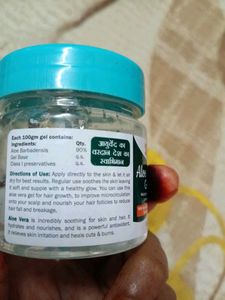 Each 100gm gel contains:
Ingredients: Qty.
Aloe Barbadensis 90%
Gel Base q.s.
Class I preservatives q.s.
आयुर्वेद का
वरदान देश का
स्वाभिमान
Directions of Use: Apply directly to the skin & let it air
dry for best results. Regular use soothes the skin leaving
it soft and supple with a healthy glow. You can use this
aloe vera gel for hair growth, to improve microcirculation
onto your scalp and nourish your hair follicles to reduce
hair fall and breakage.
Aloe Vera is incredibly soothing for skin and hair. It
hydrates and nourishes, and is a powerful antioxidant.
It relieves skin irritation and heals cuts & burns.
Aloe